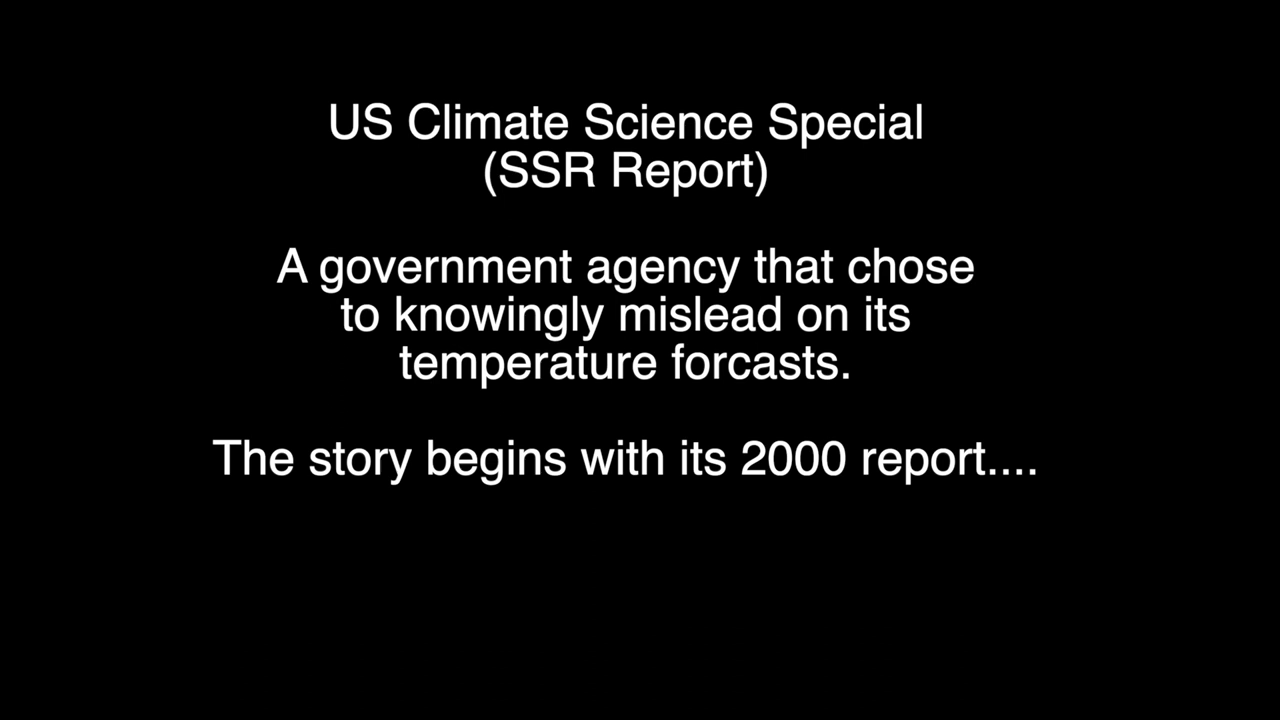 US Climate Science Special
(SSR Report)
A government agency that chose
to knowingly mislead on its
temperature forcasts.
The story begins with its 2000 report....